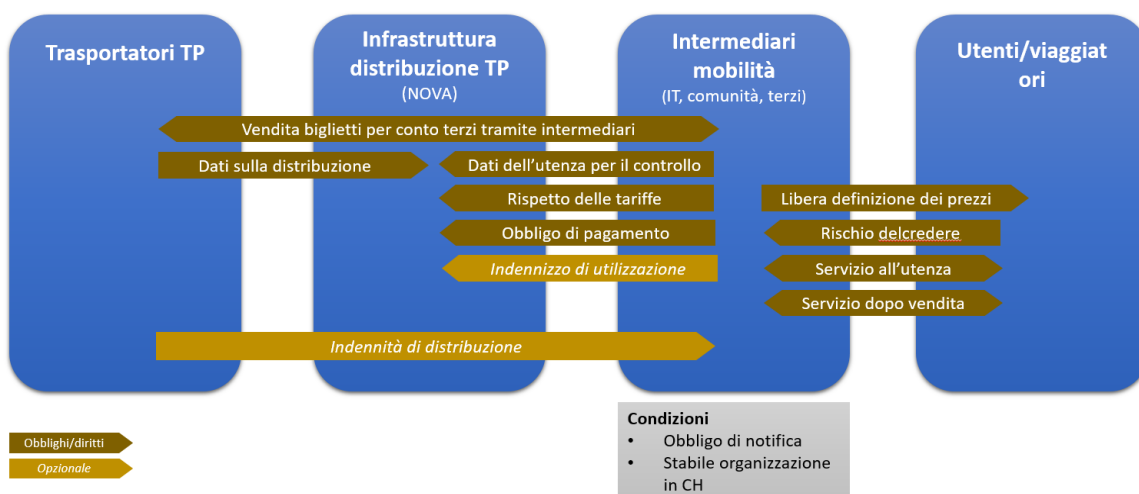 Trasportatori TP
Infrastruttura
distribuzione TP
(NOVA)
Intermediari
mobilità
(IT, comunità, terzi)
Utenti/viaggiat
ori
Vendita biglietti per conto terzi tramite intermediari
Dati sulla distribuzione
Dati dell'utenza per il controllo
Rispetto delle tariffe
Libera definizione dei prezzi
Obbligo di pagamento
Rischio delcredere
Indennizzo di utilizzazione
Servizio all'utenza
Servizio dopo vendita
Indennità di distribuzione
Condizioni
• Obbligo di notifica
• Stabile organizzazione
in CH
Obblighi/diritti
Opzionale